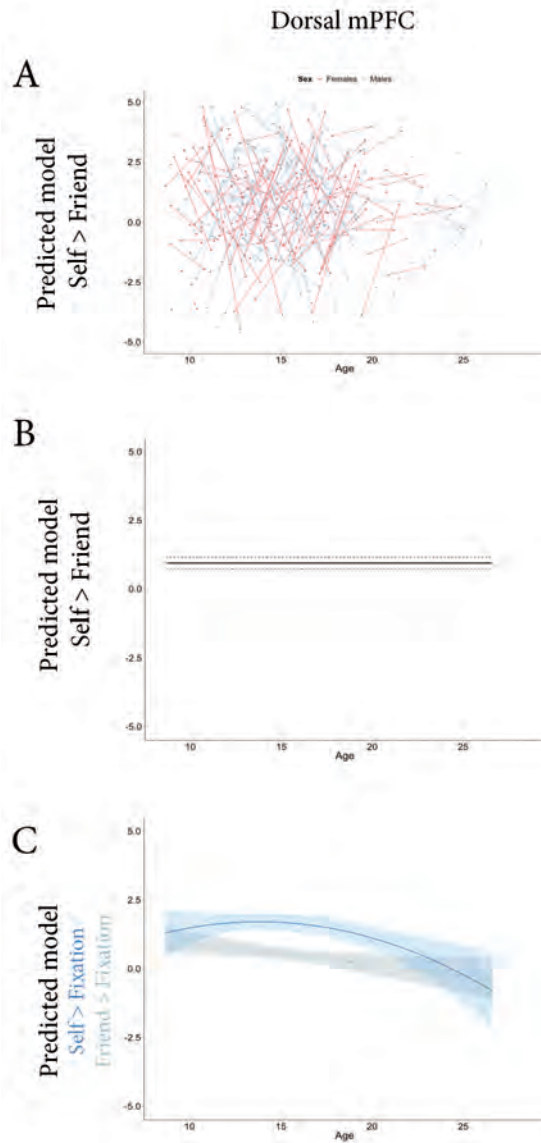 Dorsal mPFC
A
Sex Females Males
Predicted model
Self > Friend
5.0
2.5
0.0
-2.5
-5.0
10 15 20 25
Age
B
Predicted model
Self > Friend
5.0
2.5
0.0
-2.5
-5.0
10 15 20 25
Age
C
Predicted model
Self > Fixation
Friend > Fixation
5.0
2.5
0.0
-2.5
-5.0
10 15 20 25
Age